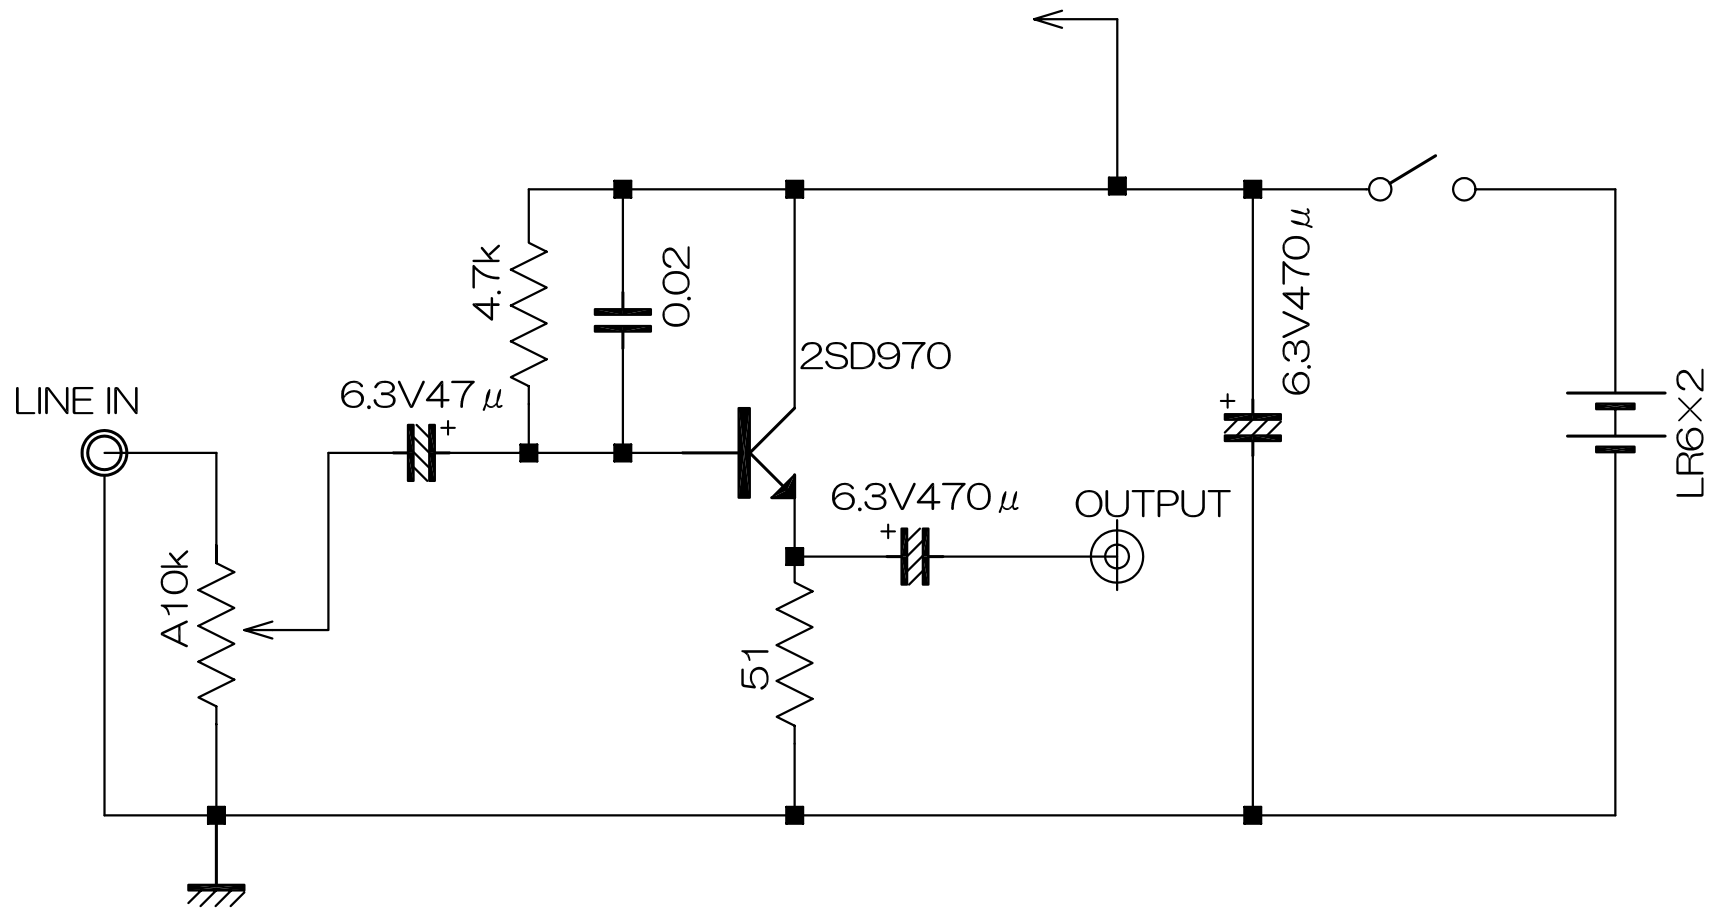 LINE IN
A10k
6.3V47μ
+
4.7k
0.02
2SD970
6.3V470μ
+
51
OUTPUT
6.3V470μ
+
LR6×2